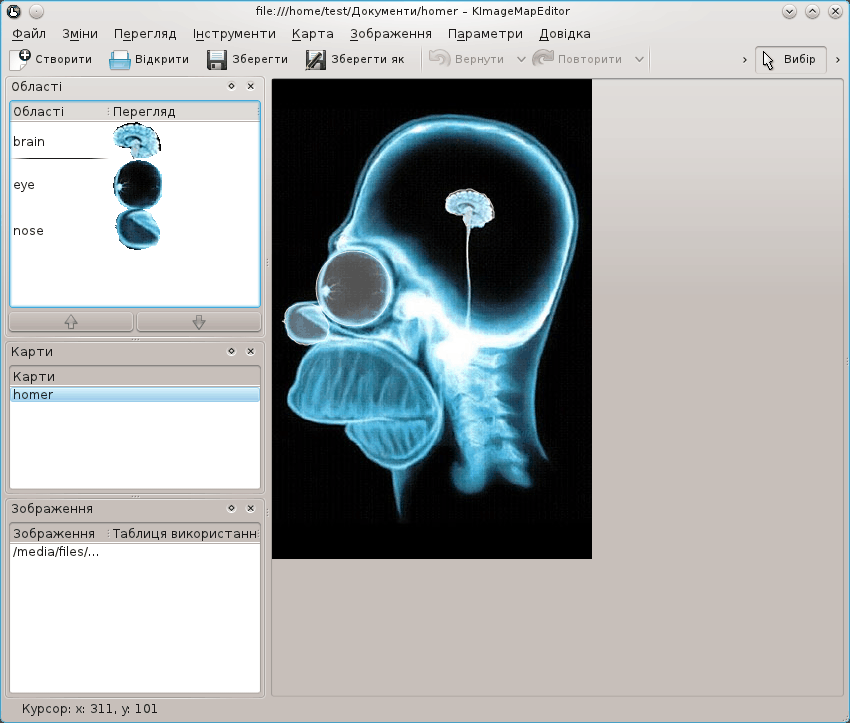 file:///home/test/Документи/homer – KImageMapEditor
Файл Зміни Перегляд Інструменти Карта Зображення Параметри Довідка
Створити Відкрити Зберегти Зберегти як Вернути Повторити Вибір
Області
Області Перегляд
brain
eye
nose
Карти
Карти
homer
Зображення
Зображення Таблиця використанн
/media/files/...
Курсор: x: 311, y: 101